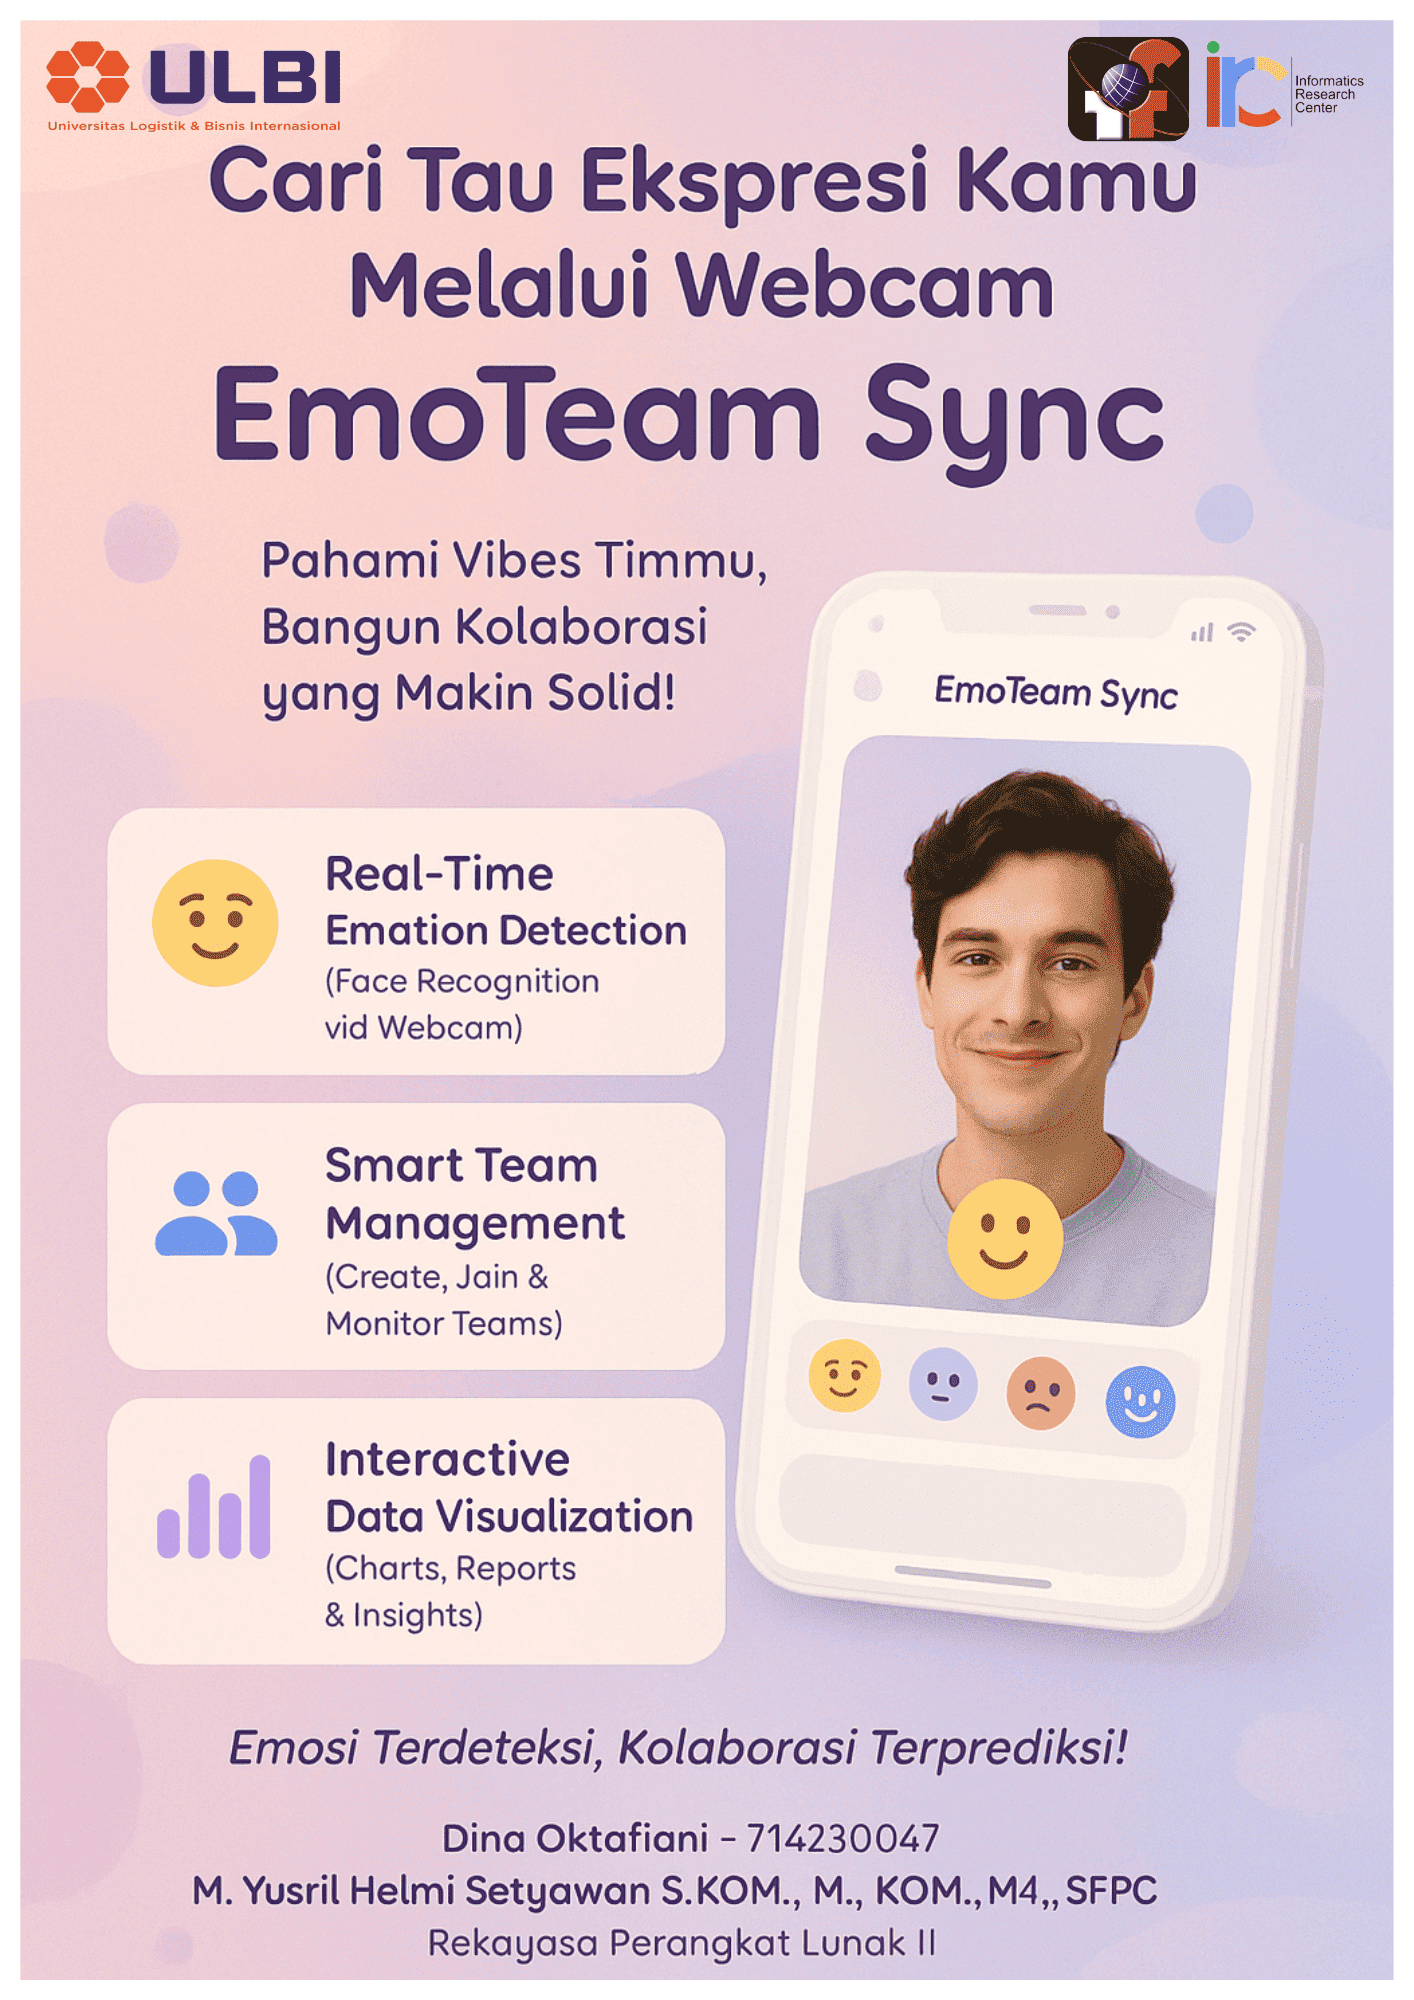 ULBI
Universitas Logistik & Bisnis Internasional
if
irc
Informatics
Research
Center
Cari Tau Ekspresi Kamu
Melalui Webcam
EmoTeam Sync
Pahami Vibes Timmu,
Bangun Kolaborasi
yang Makin Solid!
EmoTeam Sync
Real-Time
Emation Detection
(Face Recognition
vid Webcam)
Smart Team
Management
(Create, Jain &
Monitor Teams)
Interactive
Data Visualization
(Charts, Reports
& Insights)
Emosi Terdeteksi, Kolaborasi Terprediksi!
Dina Oktafiani - 714230047
M. Yusril Helmi Setyawan S.KOM., M., KOM.,M4,,SFPC
Rekayasa Perangkat Lunak II